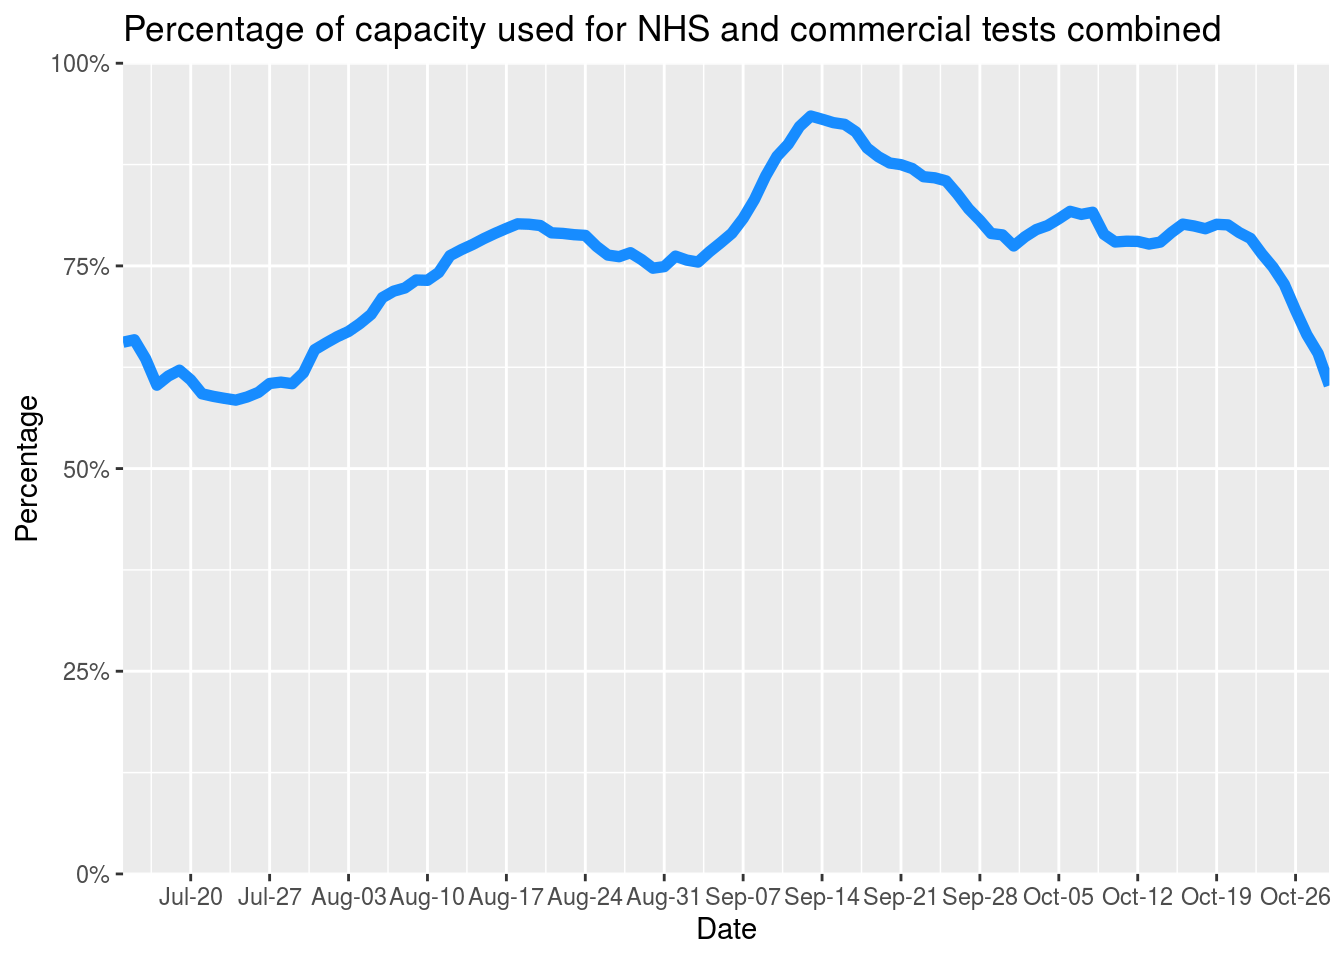 Percentage of capacity used for NHS and commercial tests combined
100%
75%
50%
25%
0%
Percentage
Jul-20 Jul-27 Aug-03 Aug-10 Aug-17 Aug-24 Aug-31 Sep-07 Sep-14 Sep-21 Sep-28 Oct-05 Oct-12 Oct-19 Oct-26
Date